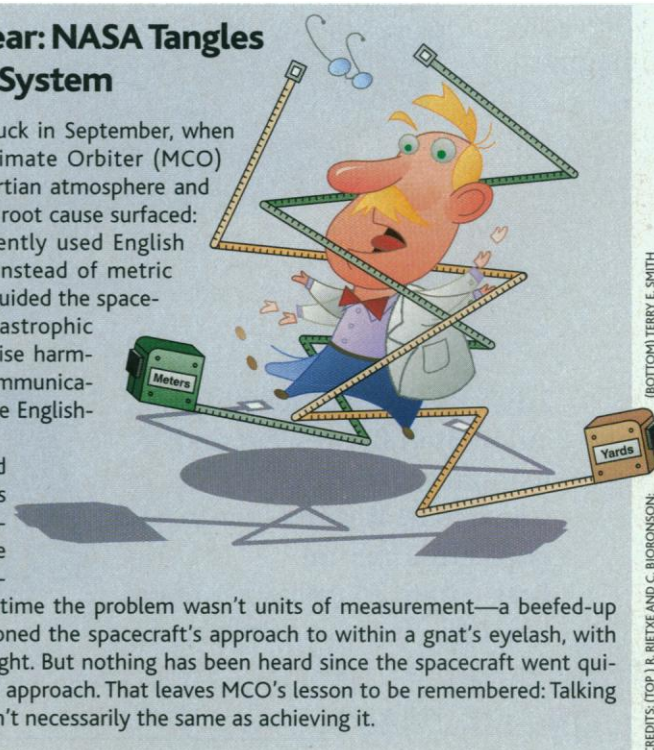 ear: NASA Tangles
System
uck in September, when
imate Orbiter (MCO)
rtian atmosphere and
root cause surfaced:
ently used English
nstead of metric
uided the space-
astrophic
ise harm-
mmunica-
e English-
d
s
-
e
-
time the problem wasn't units of measurement—a beefed-up
oned the spacecraft's approach to within a gnat's eyelash, with
ght. But nothing has been heard since the spacecraft went qui-
approach. That leaves MCO's lesson to be remembered: Talking
n't necessarily the same as achieving it.
Meters
Yards
REDITS: (TOP) R. RIETXE AND C. BIORONSON; (BOTTOM) TERRY E. SMITH